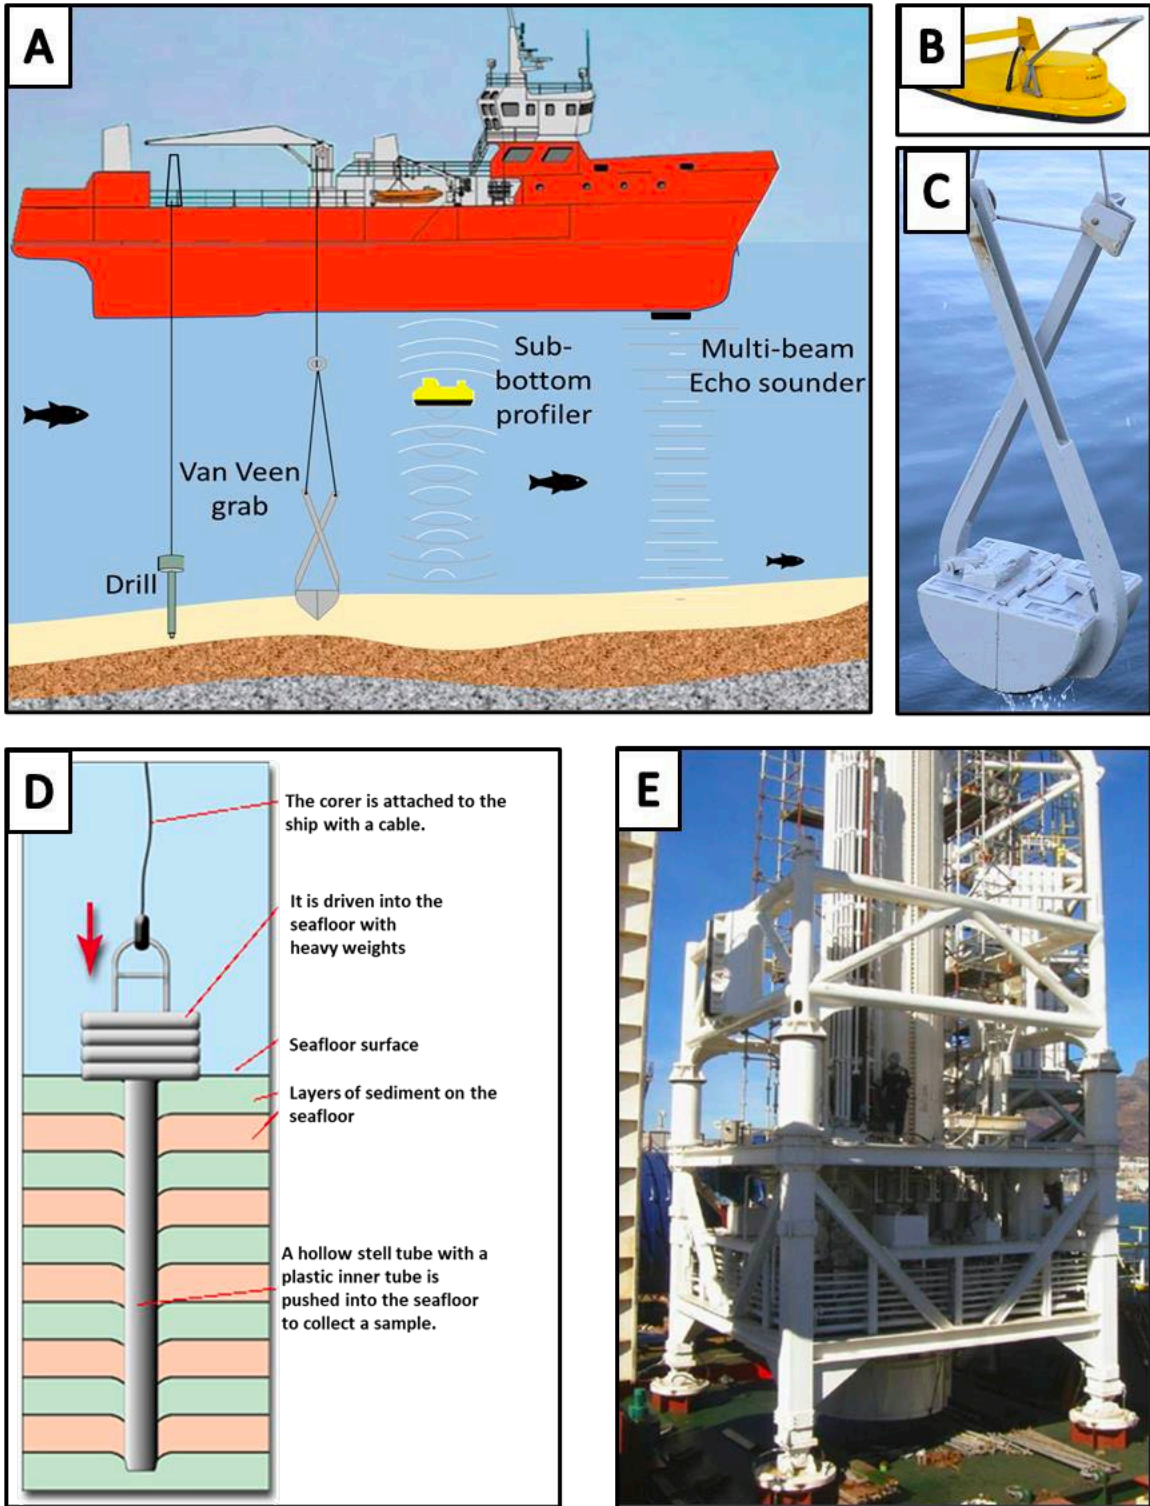 A
Sub-
bottom
profiler
Multi-beam
Echo sounder
Van Veen
grab
Drill
B
C
D
The corer is attached to the
ship with a cable.
It is driven into the
seafloor with
heavy weights
Seafloor surface
Layers of sediment on the
seafloor
A hollow stell tube with a
plastic inner tube is
pushed into the seafloor
to collect a sample.
E